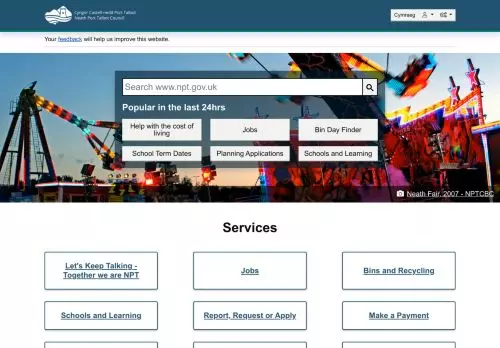 Cyngor Castell-nedd Port Talbot
Neath Port Talbot Council
Cymraeg
Your feedback will help us improve this website.
Search www.npt.gov.uk
Popular in the last 24hrs
Help with the cost of
living
Jobs
Bin Day Finder
School Term Dates
Planning Applications
Schools and Learning
Neath Fair, 2007 - NPTCBC
Services
Let's Keep Talking -
Together we are NPT
Jobs
Bins and Recycling
Schools and Learning
Report, Request or Apply
Make a Payment